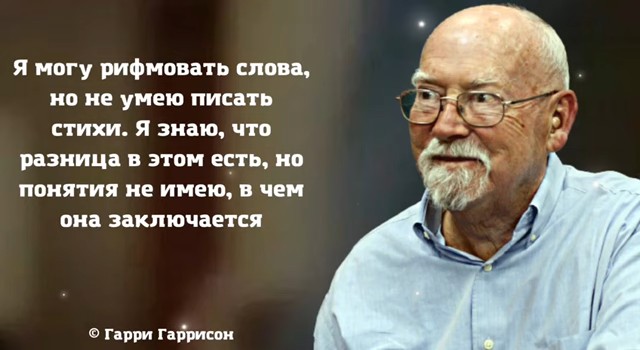 Я могу рифмовать слова,
но не умею писать
стихи. Я знаю, что
разница в этом есть, но
понятия не имею, в чем
она заключается
© Гарри Гаррисон